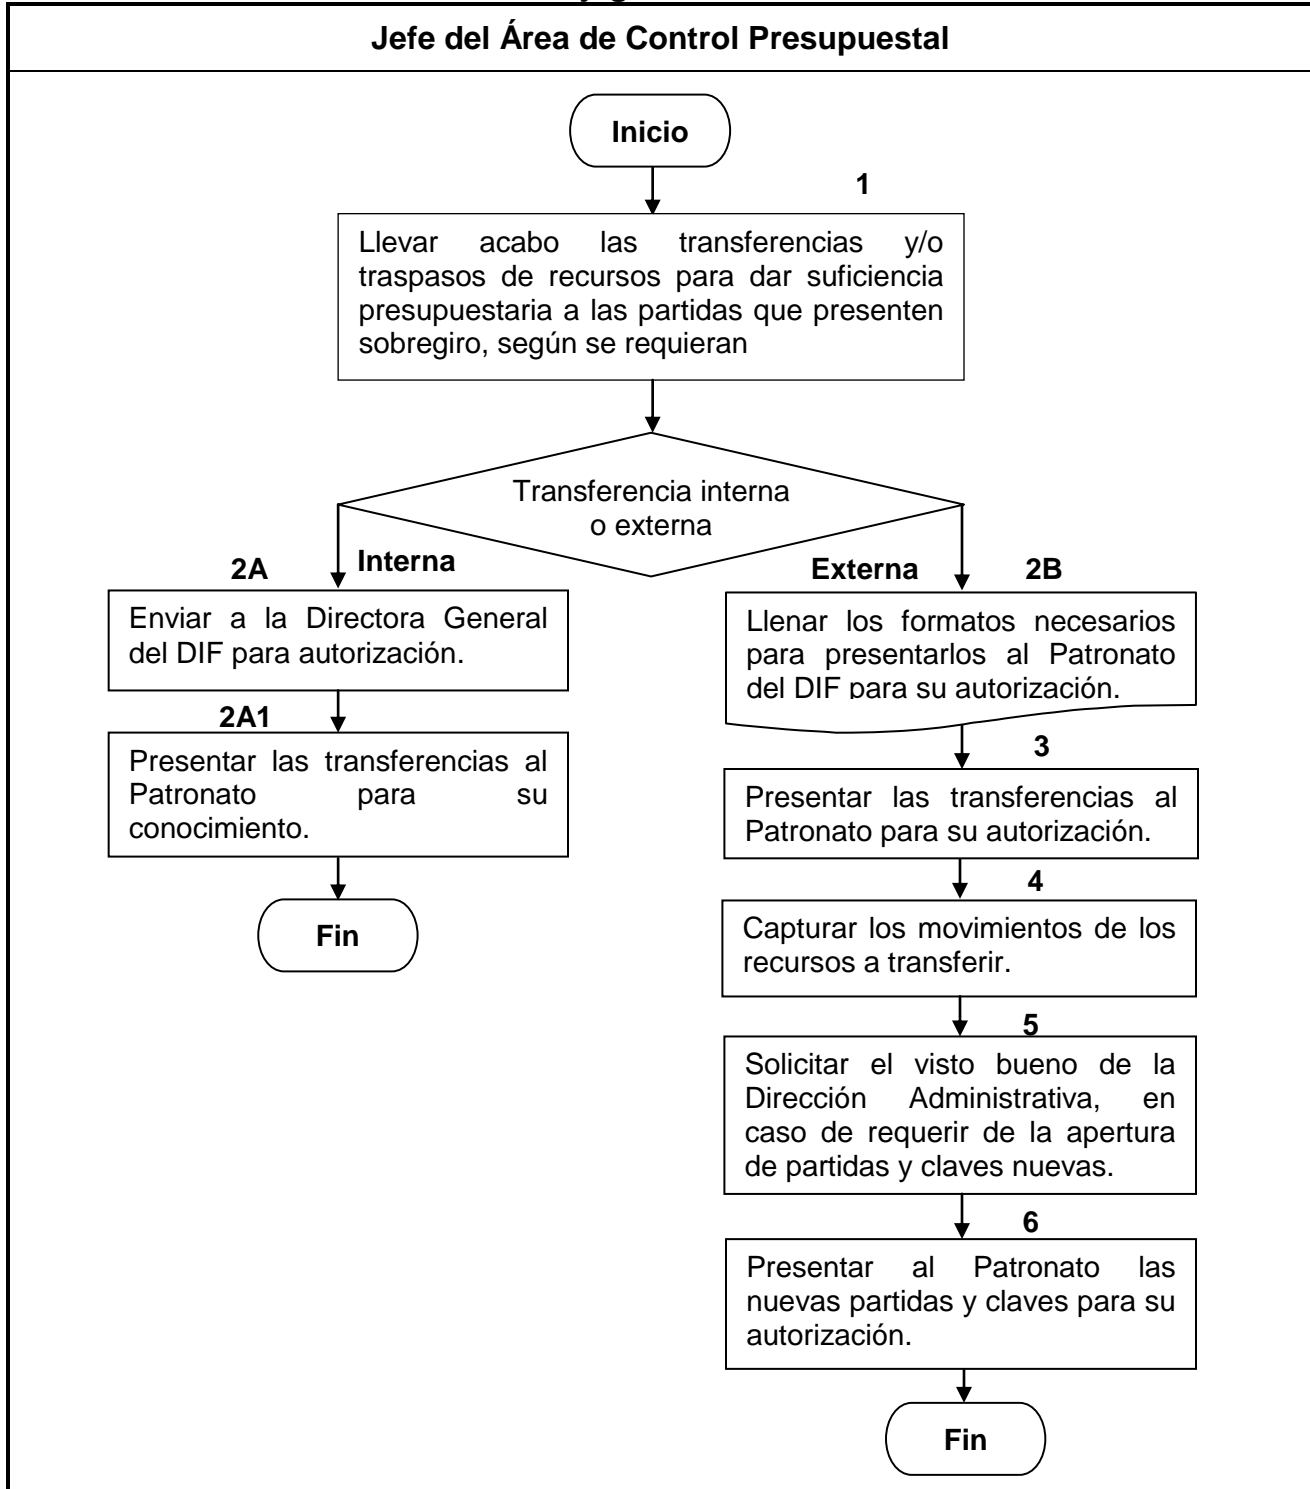 Jefe del Área de Control Presupuestal
Inicio
1
Llevar acabo las transferencias y/o
traspasos de recursos para dar suficiencia
presupuestaria a las partidas que presenten
sobregiro, según se requieran
Transferencia interna
o externa
Interna
2A
Enviar a la Directora General
del DIF para autorización.
2A1
Presentar las transferencias al
Patronato para su
conocimiento.
Fin
Externa
2B
Llenar los formatos necesarios
para presentarlos al Patronato
del DIF para su autorización.
3
Presentar las transferencias al
Patronato para su autorización.
4
Capturar los movimientos de los
recursos a transferir.
5
Solicitar el visto bueno de la
Dirección Administrativa, en
caso de requerir de la apertura
de partidas y claves nuevas.
6
Presentar al Patronato las
nuevas partidas y claves para su
autorización.
Fin